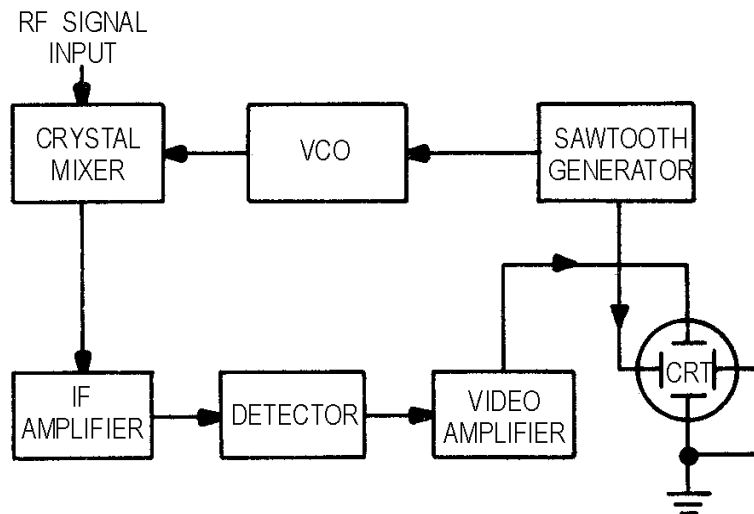 RF SIGNAL
INPUT
CRYSTAL
MIXER
VCO
SAWTOOTH
GENERATOR
IF
AMPLIFIER
DETECTOR
VIDEO
AMPLIFIER
CRT